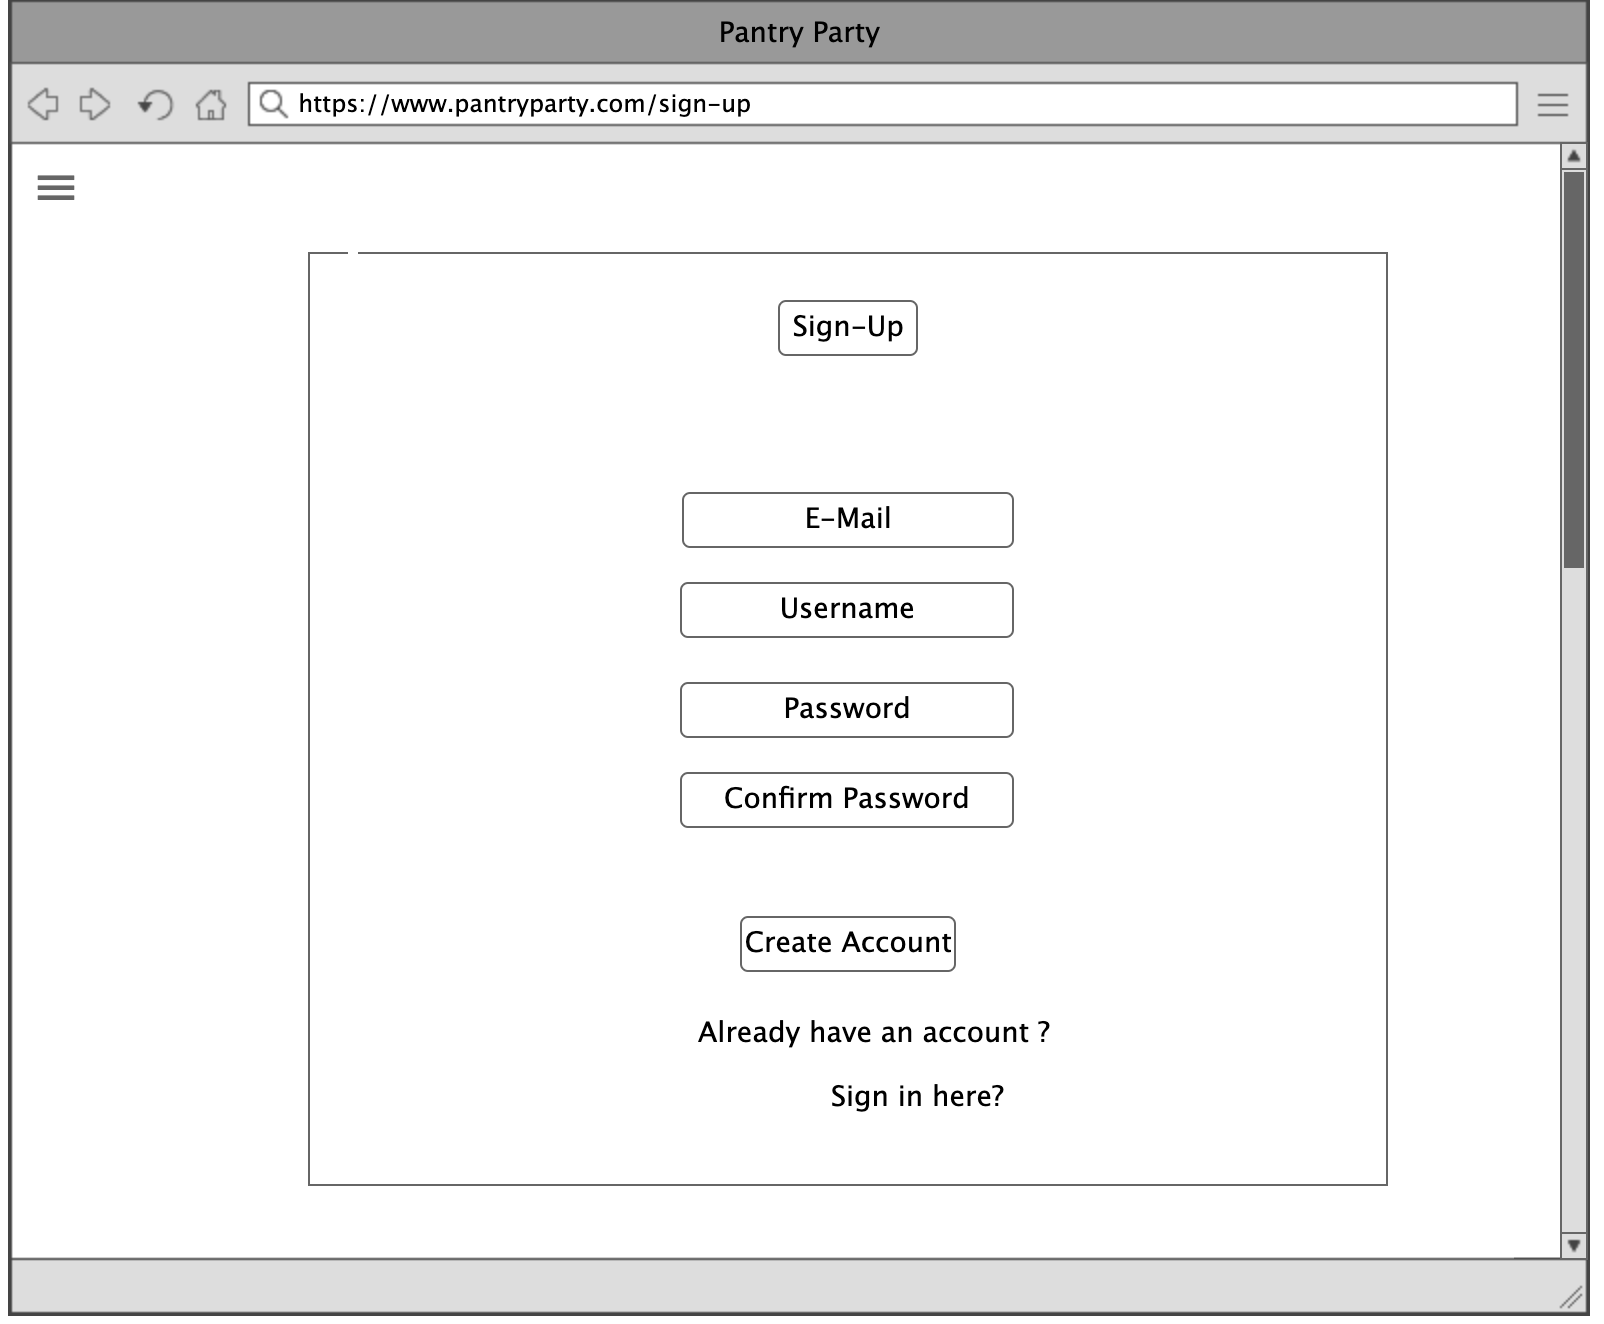 Pantry Party
https://www.pantryparty.com/sign-up
Sign-Up
E-Mail
Username
Password
Confirm Password
Create Account
Already have an account ?
Sign in here?